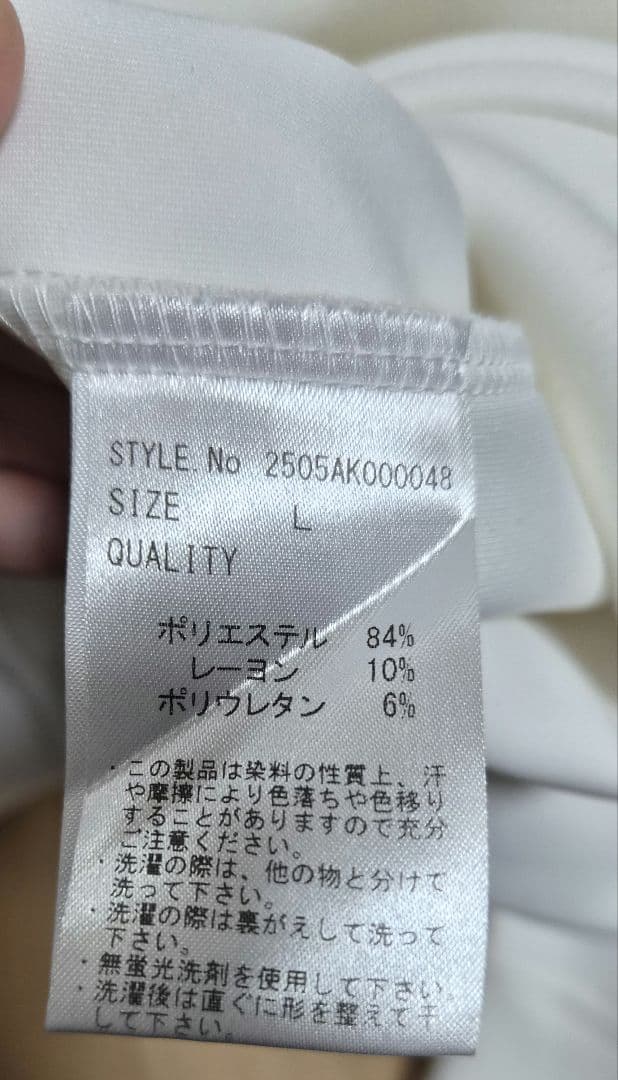 STYLE.No 2505AK000048
SIZE L
QUALITY
ポリエステル 84%
レーヨン 10%
ポリウレタン 6%
・この製品は染料の性質上、汗
や摩擦により色落ちや色移り
することがありますので充分
ご注意ください。
・洗濯の際は、他の物と分けて
洗って下さい。
・洗濯の際は裏がえして洗って
下さい。
・無蛍光洗剤を使用して下さい。
・洗濯後は直ぐに形を整えて干
して下さい。